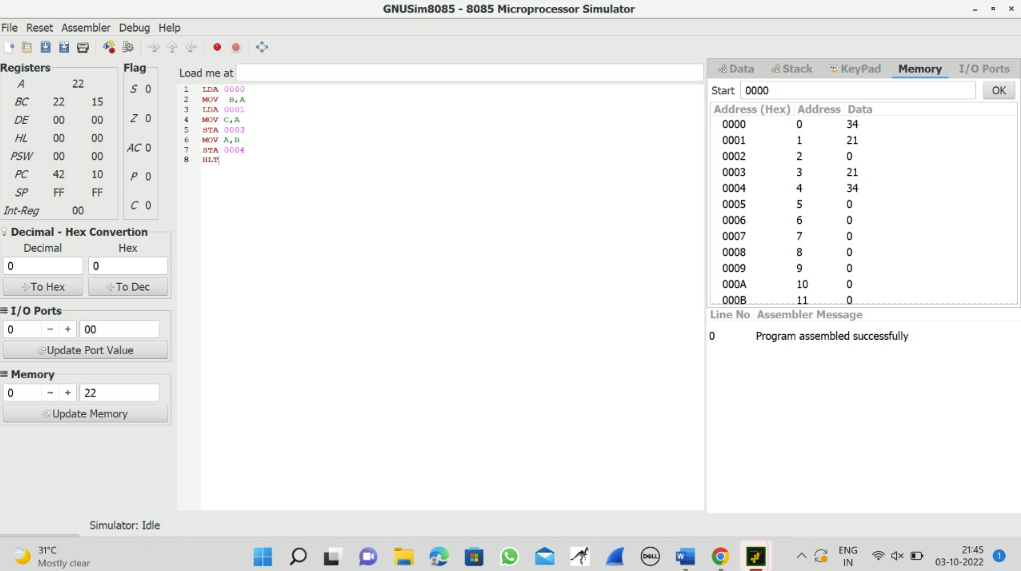 GNUSim8085 - 8085 Microprocessor Simulator
File Reset Assembler Debug Help
Registers
A 22
BC 22 15
DE 00 00
HL 00 00
PSW 00 00
PC 42 10
SP FF FF
Int-Reg 00
Flag
S 0
Z 0
AC 0
P 0
C 0
Decimal - Hex Convertion
Decimal Hex
0 0
To Hex To Dec
I/O Ports
0 - + 00
Update Port Value
Memory
0 - + 22
Update Memory
Load me at
1 LDA 0000
2 MOV B,A
3 LDA 0001
4 MOV C,A
5 STA 0003
6 MOV A,B
7 STA 0004
8 HLT
Data Stack KeyPad Memory I/O Ports
Start 0000 OK
Address (Hex) Address Data
0000 0 34
0001 1 21
0002 2 0
0003 3 21
0004 4 34
0005 5 0
0006 6 0
0007 7 0
0008 8 0
0009 9 0
000A 10 0
000B 11 0
Line No Assembler Message
0 Program assembled successfully
Simulator: Idle
31°C
Mostly clear
DELL
W
ENG
IN
21:45
03-10-2022
1